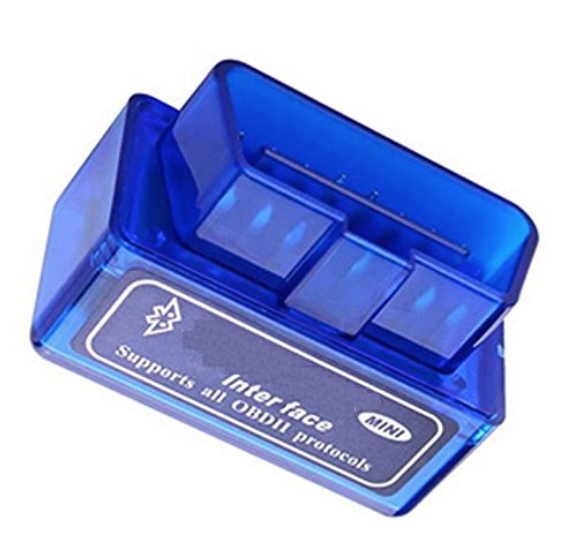 Interface
MINI
Supports all OBDII protocols